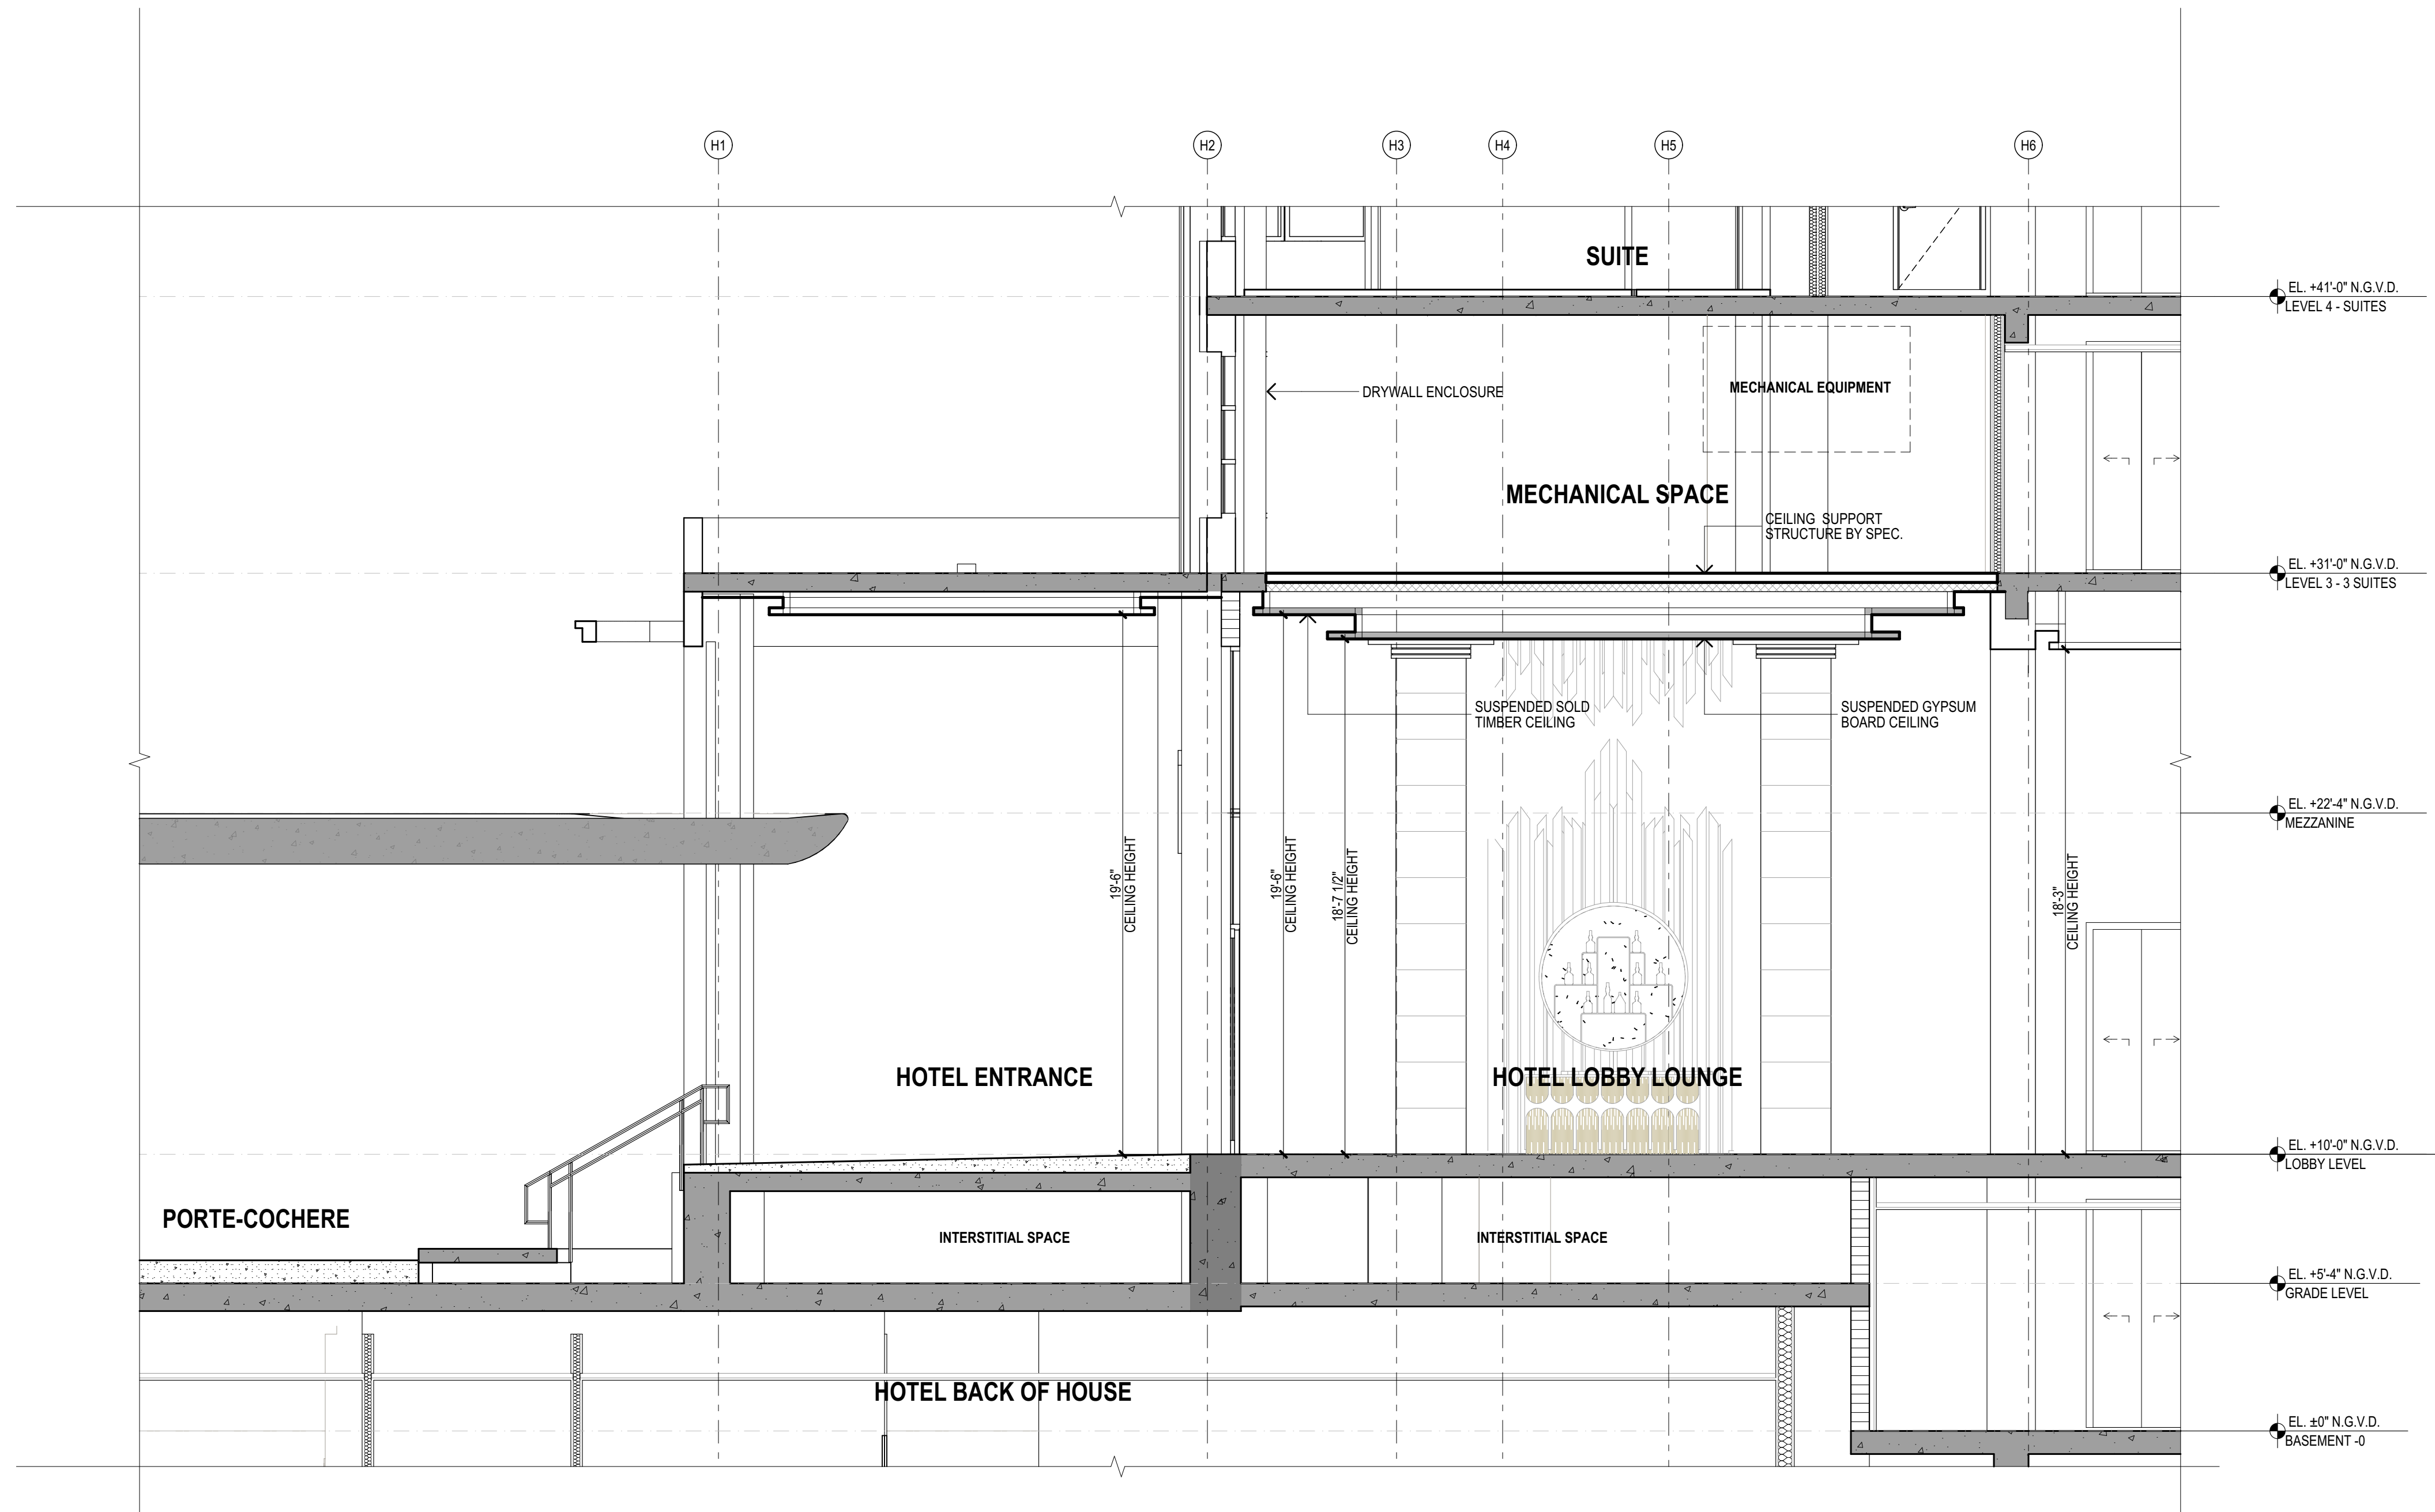 H1
H2
H3
H4
H5
H6
SUITE
EL. +41'-0" N.G.V.D.
LEVEL 4 - SUITES
DRYWALL ENCLOSURE
MECHANICAL EQUIPMENT
MECHANICAL SPACE
CEILING SUPPORT
STRUCTURE BY SPEC.
EL. +31'-0" N.G.V.D.
LEVEL 3 - 3 SUITES
SUSPENDED SOLD
TIMBER CEILING
SUSPENDED GYPSUM
BOARD CEILING
EL. +22'-4" N.G.V.D.
MEZZANINE
19'-6"
CEILING HEIGHT
19'-6"
CEILING HEIGHT
18'-7 1/2"
CEILING HEIGHT
18'-3"
CEILING HEIGHT
HOTEL ENTRANCE
HOTEL LOBBY LOUNGE
EL. +10'-0" N.G.V.D.
LOBBY LEVEL
PORTE-COCHERE
INTERSTITIAL SPACE
INTERSTITIAL SPACE
EL. +5'-4" N.G.V.D.
GRADE LEVEL
HOTEL BACK OF HOUSE
EL. ±0" N.G.V.D.
BASEMENT -0